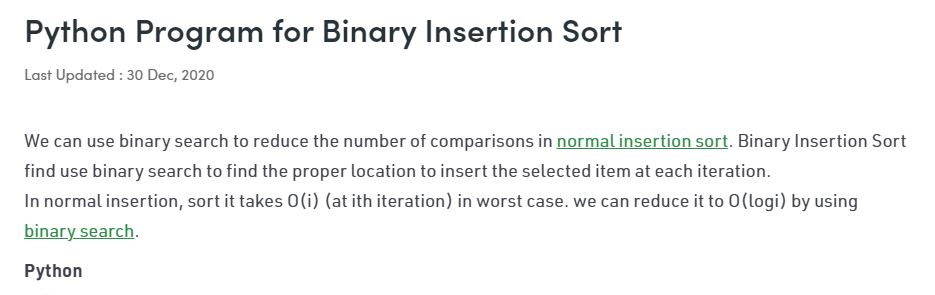 Python Program for Binary Insertion Sort
Last Updated : 30 Dec, 2020
We can use binary search to reduce the number of comparisons in normal insertion sort. Binary Insertion Sort
find use binary search to find the proper location to insert the selected item at each iteration.
In normal insertion, sort it takes O(i) (at ith iteration) in worst case. we can reduce it to O(logi) by using
binary search.
Python